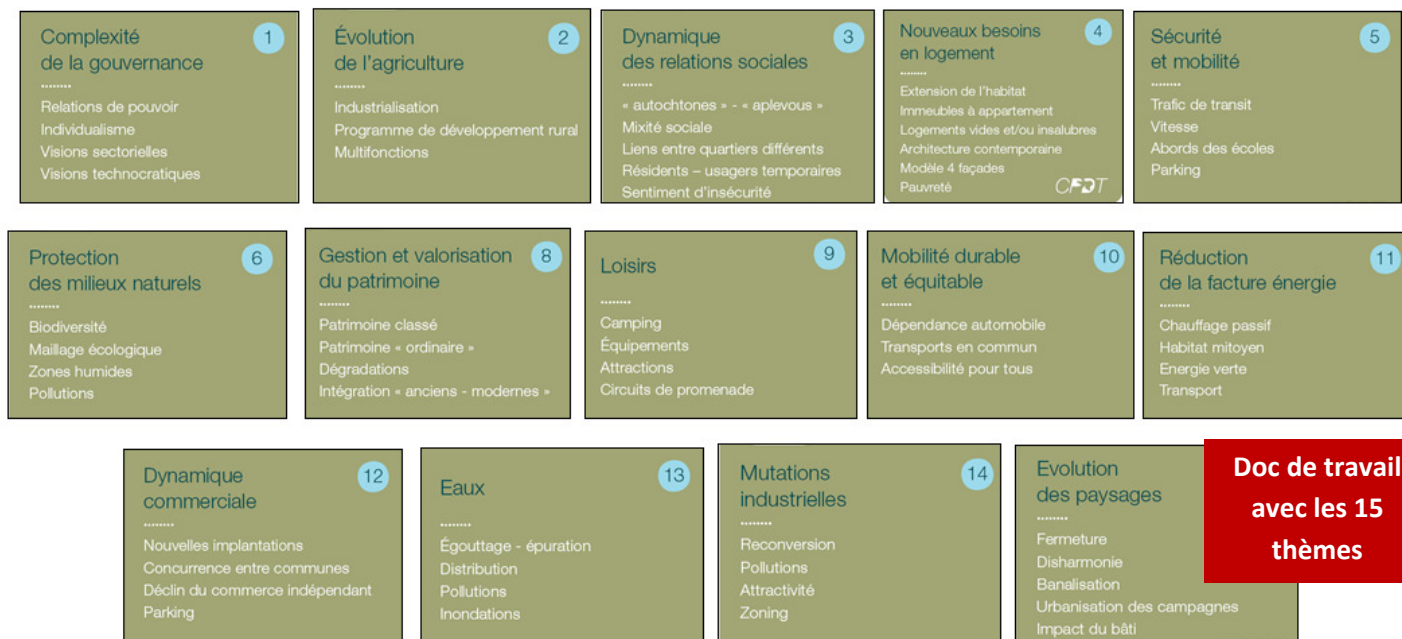 Complexité
de la gouvernance
1
Relations de pouvoir
Individualisme
Visions sectorielles
Visions technocratiques
Évolution
de l'agriculture
2
Industrialisation
Programme de développement rural
Multifonctions
Dynamique
des relations sociales
3
« autochtones » - « aplevous »
Mixité sociale
Liens entre quartiers différents
Résidents – usagers temporaires
Sentiment d'insécurité
Nouveaux besoins
en logement
4
Extension de l'habitat
Immeubles à appartement
Logements vides et/ou insalubres
Architecture contemporaine
Modèle 4 façades
Pauvreté
CFDT
Sécurité
et mobilité
5
Trafic de transit
Vitesse
Abords des écoles
Parking
Protection
des milieux naturels
6
Biodiversité
Maillage écologique
Zones humides
Pollutions
Gestion et valorisation
du patrimoine
8
Patrimoine classé
Patrimoine « ordinaire »
Dégradations
Intégration « anciens - modernes »
Loisirs
9
Camping
Équipements
Attractions
Circuits de promenade
Mobilité durable
et équitable
10
Dépendance automobile
Transports en commun
Accessibilité pour tous
Réduction
de la facture énergie
11
Chauffage passif
Habitat mitoyen
Energie verte
Transport
Dynamique
commerciale
12
Nouvelles implantations
Concurrence entre communes
Déclin du commerce indépendant
Parking
Eaux
13
Égouttage - épuration
Distribution
Pollutions
Inondations
Mutations
industrielles
14
Reconversion
Pollutions
Attractivité
Zoning
Evolution
des paysages
Fermeture
Disharmonie
Banalisation
Urbanisation des campagnes
Impact du bâti
Doc de travail
avec les 15
thèmes